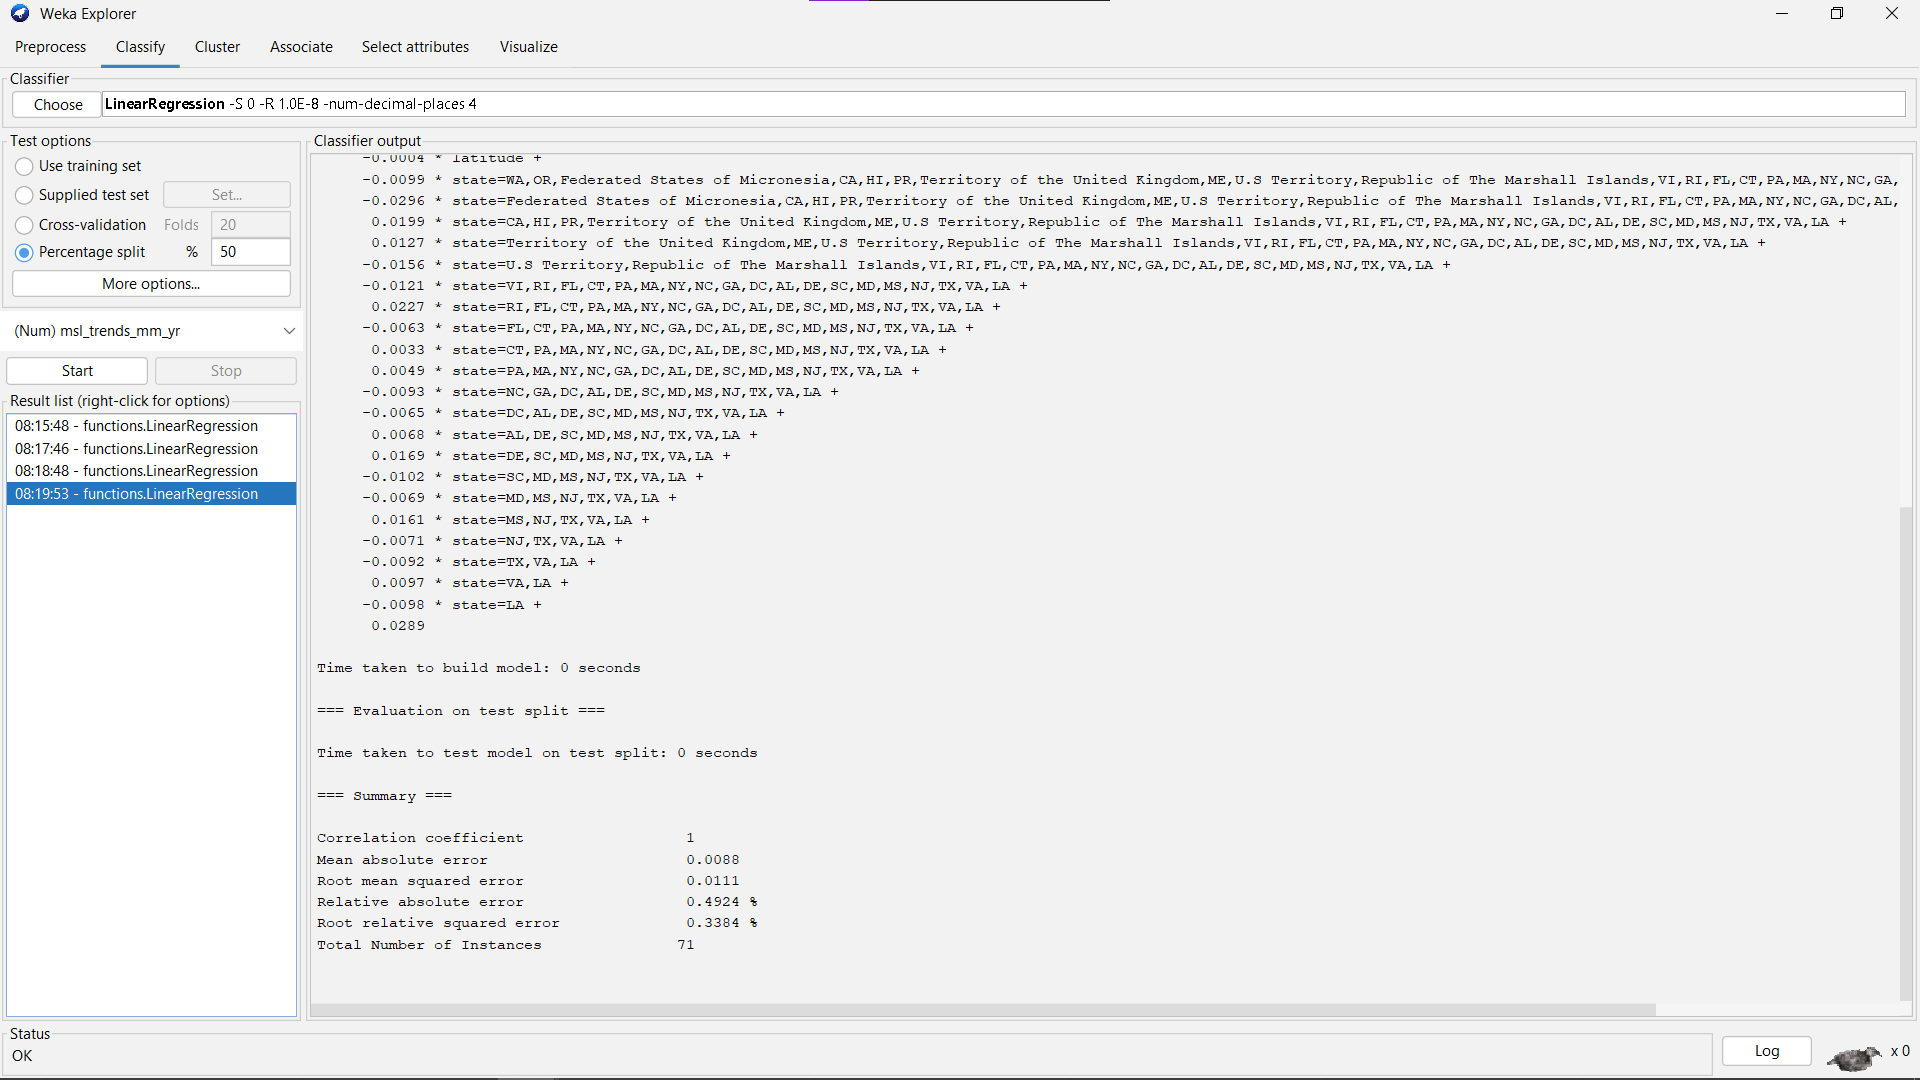 Weka Explorer
Preprocess Classify Cluster Associate Select attributes Visualize
Classifier
Choose LinearRegression -S 0 -R 1.0E-8 -num-decimal-places 4
Test options
Use training set
Supplied test set Set...
Cross-validation Folds 20
Percentage split % 50
More options...
(Num) msl_trends_mm_yr
Start Stop
Result list (right-click for options)
08:15:48 - functions.LinearRegression
08:17:46 - functions.LinearRegression
08:18:48 - functions.LinearRegression
08:19:53 - functions.LinearRegression
Classifier output
-0.0004 * latitude +
-0.0099 * state=WA,OR,Federated States of Micronesia,CA,HI,PR,Territory of the United Kingdom,ME,U.S Territory,Republic of The Marshall Islands,VI,RI,FL,CT,PA,MA,NY,NC,GA,
-0.0296 * state=Federated States of Micronesia,CA,HI,PR,Territory of the United Kingdom,ME,U.S Territory,Republic of The Marshall Islands,VI,RI,FL,CT,PA,MA,NY,NC,GA,DC,AL,
0.0199 * state=CA,HI,PR,Territory of the United Kingdom,ME,U.S Territory,Republic of The Marshall Islands,VI,RI,FL,CT,PA,MA,NY,NC,GA,DC,AL,DE,SC,MD,MS,NJ,TX,VA,LA +
0.0127 * state=Territory of the United Kingdom,ME,U.S Territory,Republic of The Marshall Islands,VI,RI,FL,CT,PA,MA,NY,NC,GA,DC,AL,DE,SC,MD,MS,NJ,TX,VA,LA +
-0.0156 * state=U.S Territory,Republic of The Marshall Islands,VI,RI,FL,CT,PA,MA,NY,NC,GA,DC,AL,DE,SC,MD,MS,NJ,TX,VA,LA +
-0.0121 * state=VI,RI,FL,CT,PA,MA,NY,NC,GA,DC,AL,DE,SC,MD,MS,NJ,TX,VA,LA +
0.0227 * state=RI,FL,CT,PA,MA,NY,NC,GA,DC,AL,DE,SC,MD,MS,NJ,TX,VA,LA +
-0.0063 * state=FL,CT,PA,MA,NY,NC,GA,DC,AL,DE,SC,MD,MS,NJ,TX,VA,LA +
0.0033 * state=CT,PA,MA,NY,NC,GA,DC,AL,DE,SC,MD,MS,NJ,TX,VA,LA +
0.0049 * state=PA,MA,NY,NC,GA,DC,AL,DE,SC,MD,MS,NJ,TX,VA,LA +
-0.0093 * state=NC,GA,DC,AL,DE,SC,MD,MS,NJ,TX,VA,LA +
-0.0065 * state=DC,AL,DE,SC,MD,MS,NJ,TX,VA,LA +
0.0068 * state=AL,DE,SC,MD,MS,NJ,TX,VA,LA +
0.0169 * state=DE,SC,MD,MS,NJ,TX,VA,LA +
-0.0102 * state=SC,MD,MS,NJ,TX,VA,LA +
-0.0069 * state=MD,MS,NJ,TX,VA,LA +
0.0161 * state=MS,NJ,TX,VA,LA +
-0.0071 * state=NJ,TX,VA,LA +
-0.0092 * state=TX,VA,LA +
0.0097 * state=VA,LA +
-0.0098 * state=LA +
0.0289
Time taken to build model: 0 seconds
=== Evaluation on test split ===
Time taken to test model on test split: 0 seconds
=== Summary ===
Correlation coefficient 1
Mean absolute error 0.0088
Root mean squared error 0.0111
Relative absolute error 0.4924 %
Root relative squared error 0.3384 %
Total Number of Instances 71
Status
OK
Log x 0